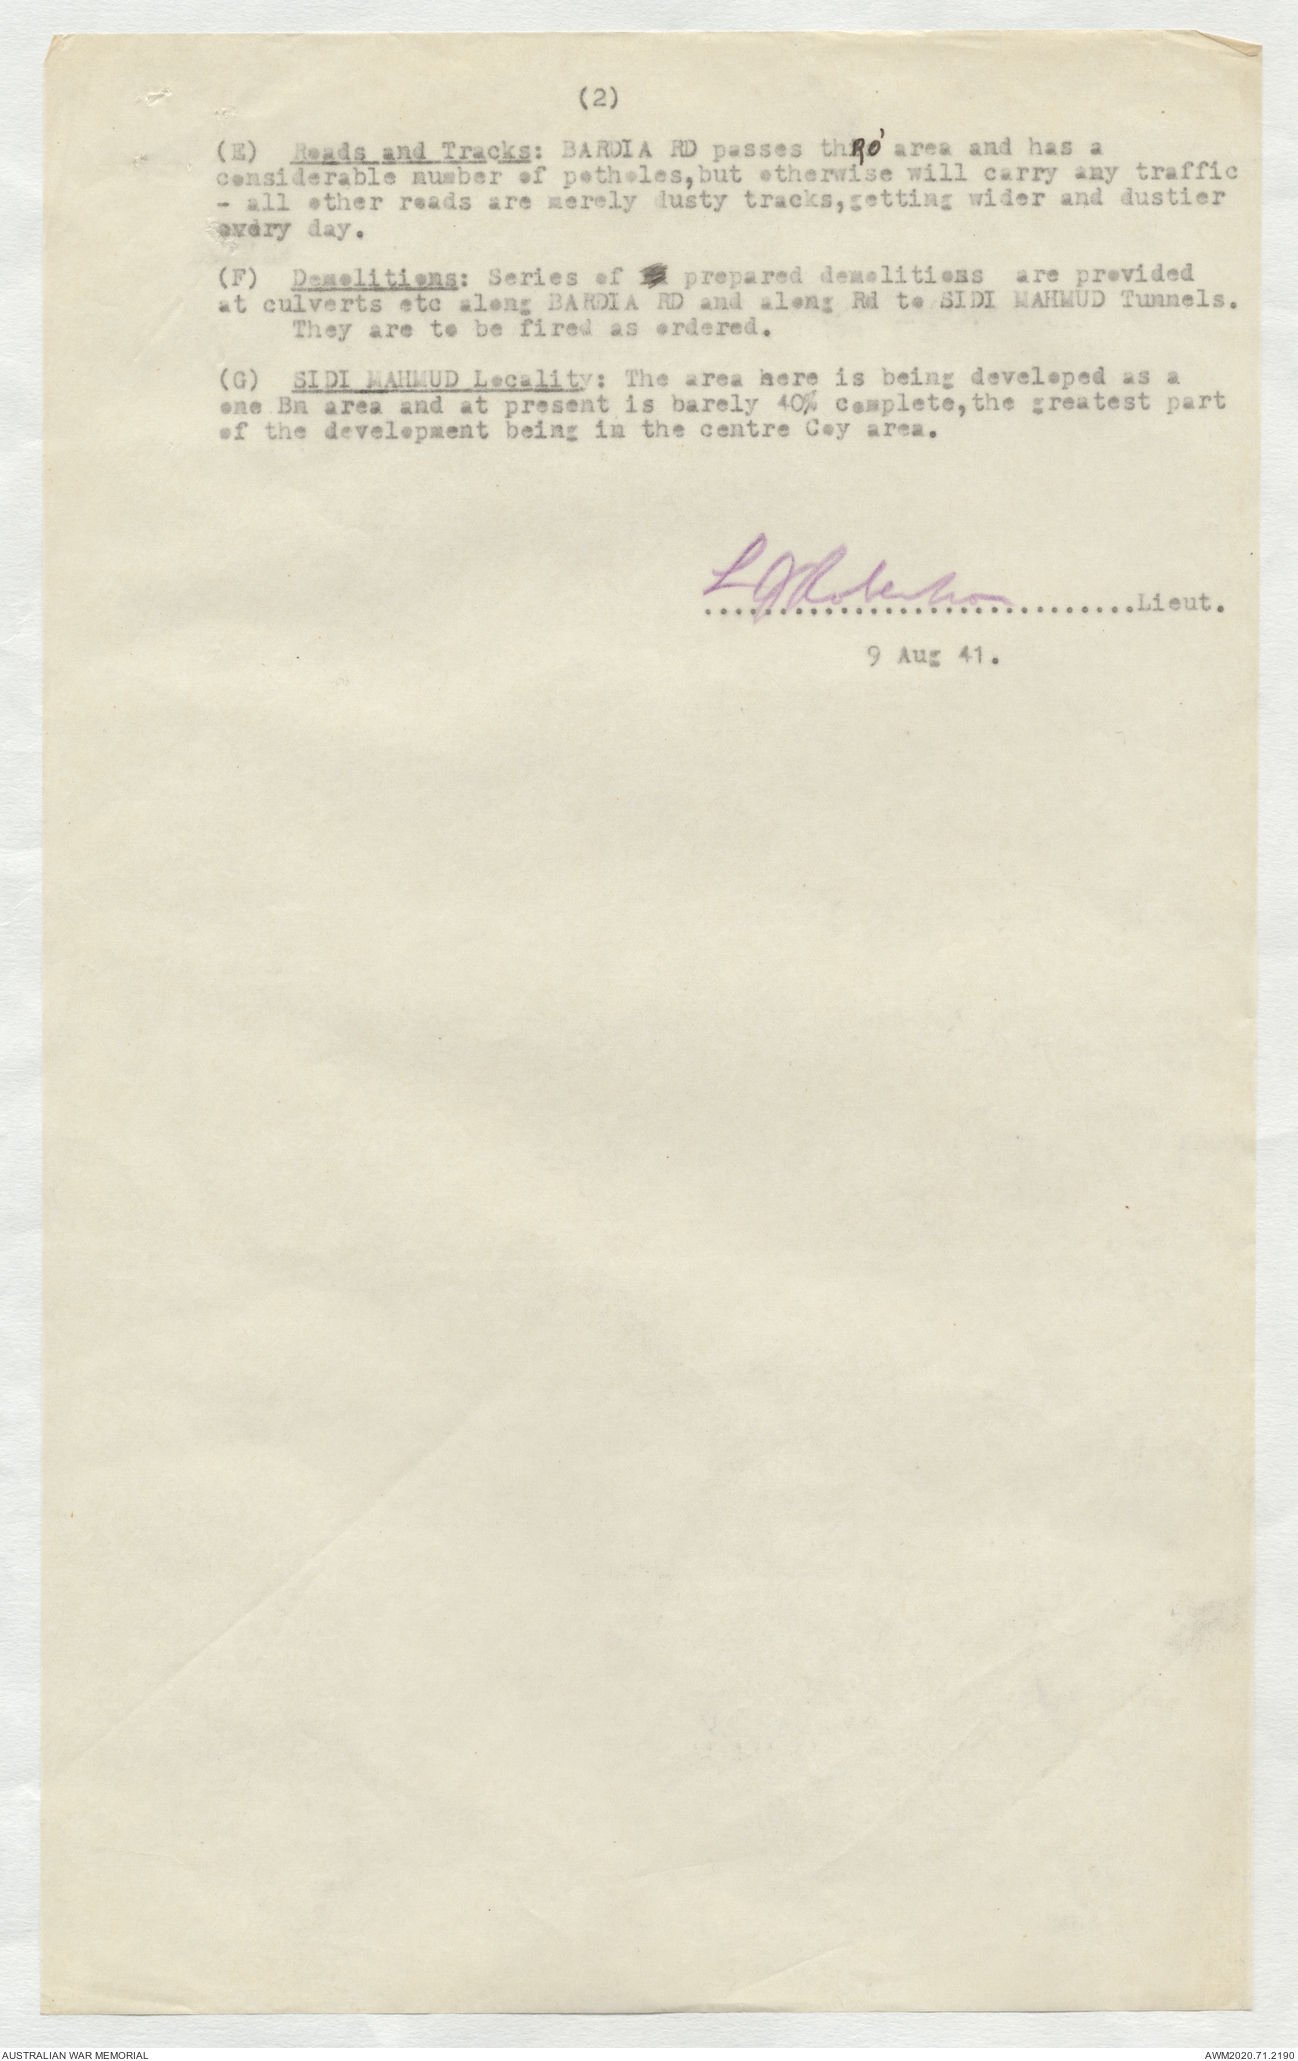 (2)
(E) Roads and Tracks: BARDIA RD passes thRO' area and has a
considerable number of potholes,but otherwise will carry any traffic
- all other roads are merely dusty tracks,getting wider and dustier
every day.
(F) Demolitions: Series of prepared demolitions are provided
at culverts etc along BARDIA RD and along Rd to SIDI MAHMUD Tunnels.
They are to be fired as ordered.
(G) SIDI MAHMUD Locality: The area here is being developed as a
one Bn area and at present is barely 40% complete,the greatest part
of the development being in the centre Coy area.
L G Robertson
................................Lieut.
9 Aug 41.
AUSTRALIAN WAR MEMORIAL
AWM2020.71.2190